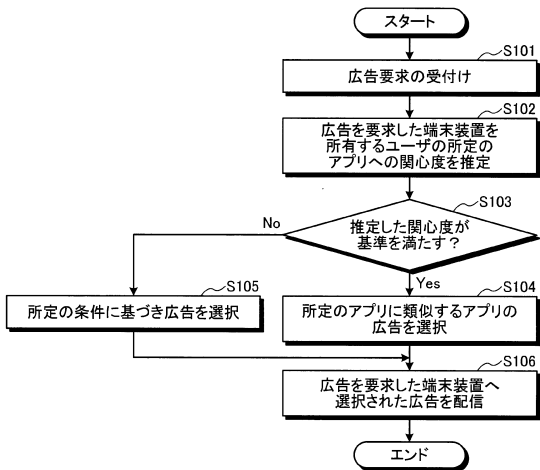 スタート
S101
広告要求の受付け
S102
広告を要求した端末装置を
所有するユーザの所定の
アプリへの関心度を推定
S103
推定した関心度が
基準を満たす？
No
Yes
S105
所定の条件に基づき広告を選択
S104
所定のアプリに類似するアプリの
広告を選択
S106
広告を要求した端末装置へ
選択された広告を配信
エンド